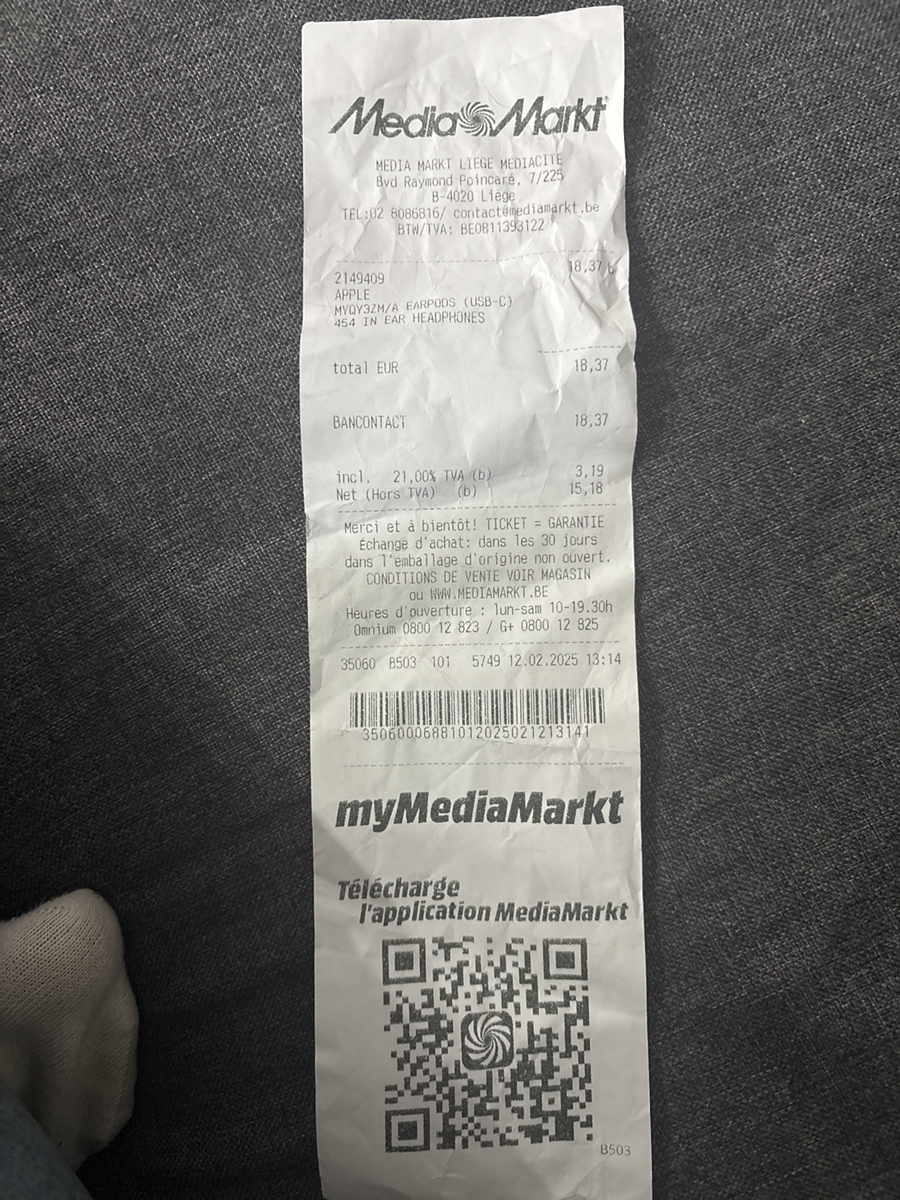 MediaMarkt
MEDIA MARKT LIEGE MEDIACITE
Bvd Raymond Poincaré, 7/225
B-4020 Liège
TEL:02 8086816/ contact@mediamarkt.be
BTW/TVA: BE0811393122
2149409 18,37 b
APPLE
MYQY3ZM/A EARPODS (USB-C)
454 IN EAR HEADPHONES
total EUR 18,37
BANCONTACT 18,37
incl. 21,00% TVA (b) 3,19
Net (Hors TVA) (b) 15,18
Merci et à bientôt! TICKET = GARANTIE
Échange d'achat: dans les 30 jours
dans l'emballage d'origine non ouvert.
CONDITIONS DE VENTE VOIR MAGASIN
ou WWW.MEDIAMARKT.BE
Heures d'ouverture : lun-sam 10-19.30h
Omnium 0800 12 823 / G+ 0800 12 825
35060 B503 101 5749 12.02.2025 13:14
3506000688101202502121314​1
myMediaMarkt
Télécharge
l'application MediaMarkt
B503